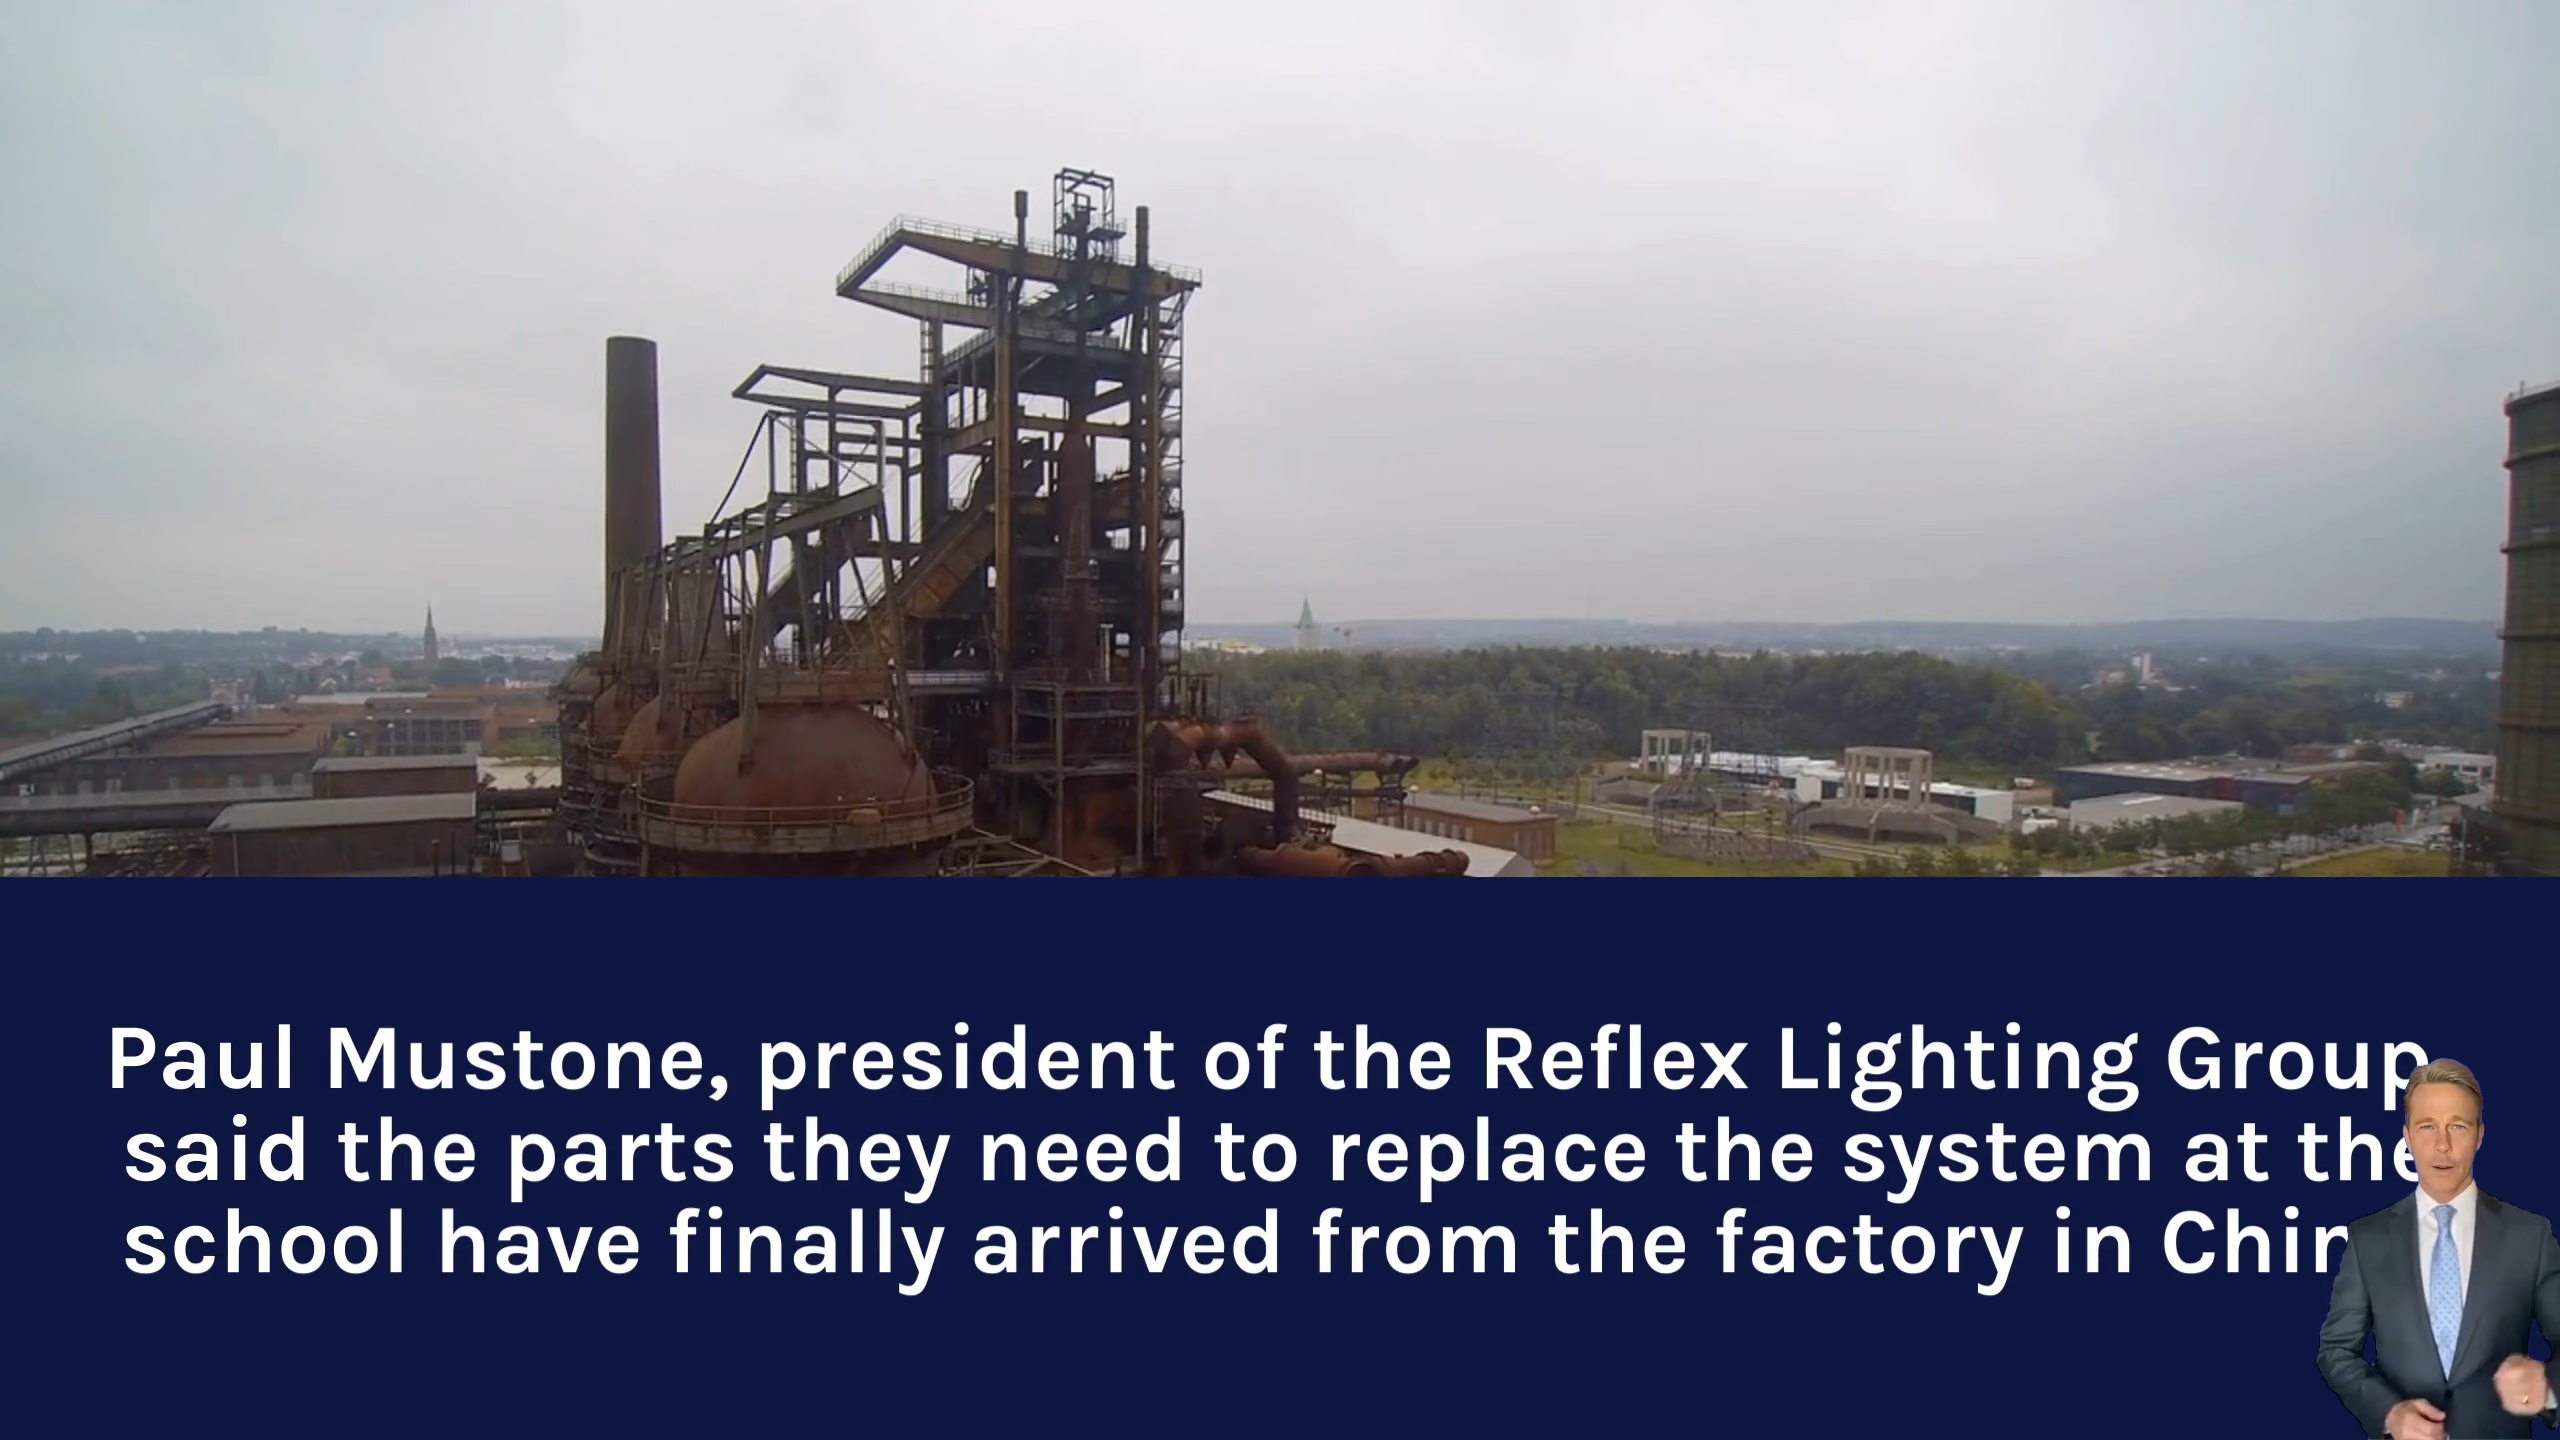 Paul Mustone, president of the Reflex Lighting Group
said the parts they need to replace the system at the
school have finally arrived from the factory in